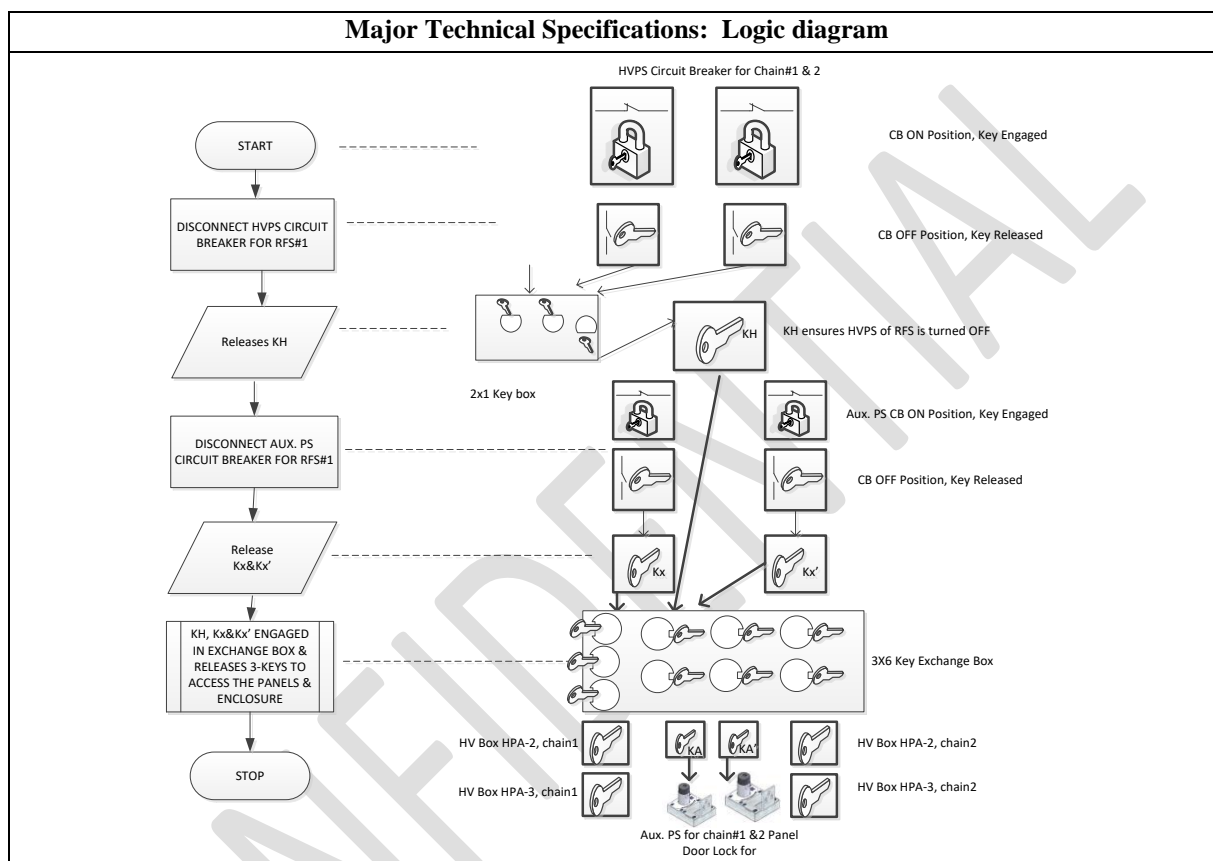 Major Technical Specifications: Logic diagram
HVPS Circuit Breaker for Chain#1 & 2
START
CB ON Position, Key Engaged
DISCONNECT HVPS CIRCUIT
BREAKER FOR RFS#1
CB OFF Position, Key Released
Releases KH
KH
KH ensures HVPS of RFS is turned OFF
2x1 Key box
Aux. PS CB ON Position, Key Engaged
DISCONNECT AUX. PS
CIRCUIT BREAKER FOR RFS#1
CB OFF Position, Key Released
Release
Kx&Kx'
Kx
Kx'
KH, Kx&Kx' ENGAGED
IN EXCHANGE BOX &
RELEASES 3-KEYS TO
ACCESS THE PANELS &
ENCLOSURE
3X6 Key Exchange Box
HV Box HPA-2, chain1
KA
KA'
HV Box HPA-2, chain2
STOP
HV Box HPA-3, chain1
HV Box HPA-3, chain2
Aux. PS for chain#1 &2 Panel
Door Lock for
NFIDENTIAL